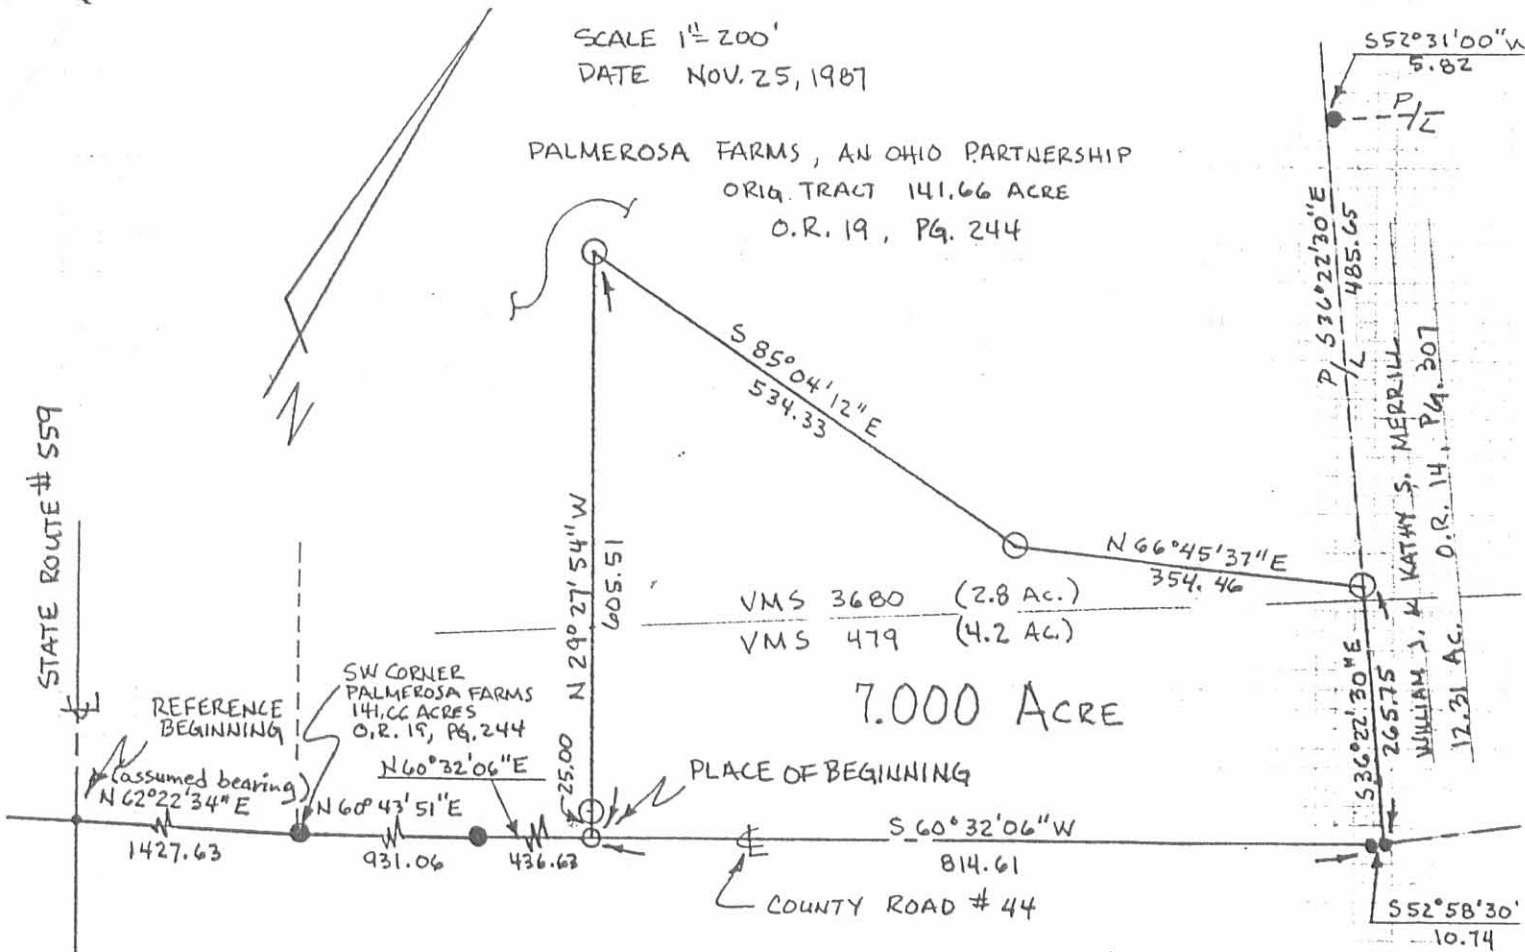 SCALE 1"=200'
DATE NOV. 25, 1987
S52°31'00"W
5.82
P/L
PALMEROSA FARMS, AN OHIO PARTNERSHIP
ORIG. TRACT 141.66 ACRE
O.R. 19, PG. 244
N
STATE ROUTE # 559
S 85°04'12"E
534.33
P/L S36°22'30"E
485.65
WILLIAM J. & KATHY S. MERRILL
12.31 AC. O.R. 14, PG. 307
N 29°27'54"W
605.51
N 66°45'37"E
354.46
VMS 3680 (2.8 AC.)
VMS 479 (4.2 AC.)
7.000 ACRE
S36°22'30"E
265.75
SW CORNER
PALMEROSA FARMS
141.66 ACRES
O.R. 19, PG. 244
REFERENCE
BEGINNING
(assumed bearing)
N62°22'34"E
1427.63
N60°43'51"E
931.06
N60°32'06"E
436.63
25.00
PLACE OF BEGINNING
S 60°32'06"W
814.61
℄
COUNTY ROAD # 44
S52°58'30"
10.74